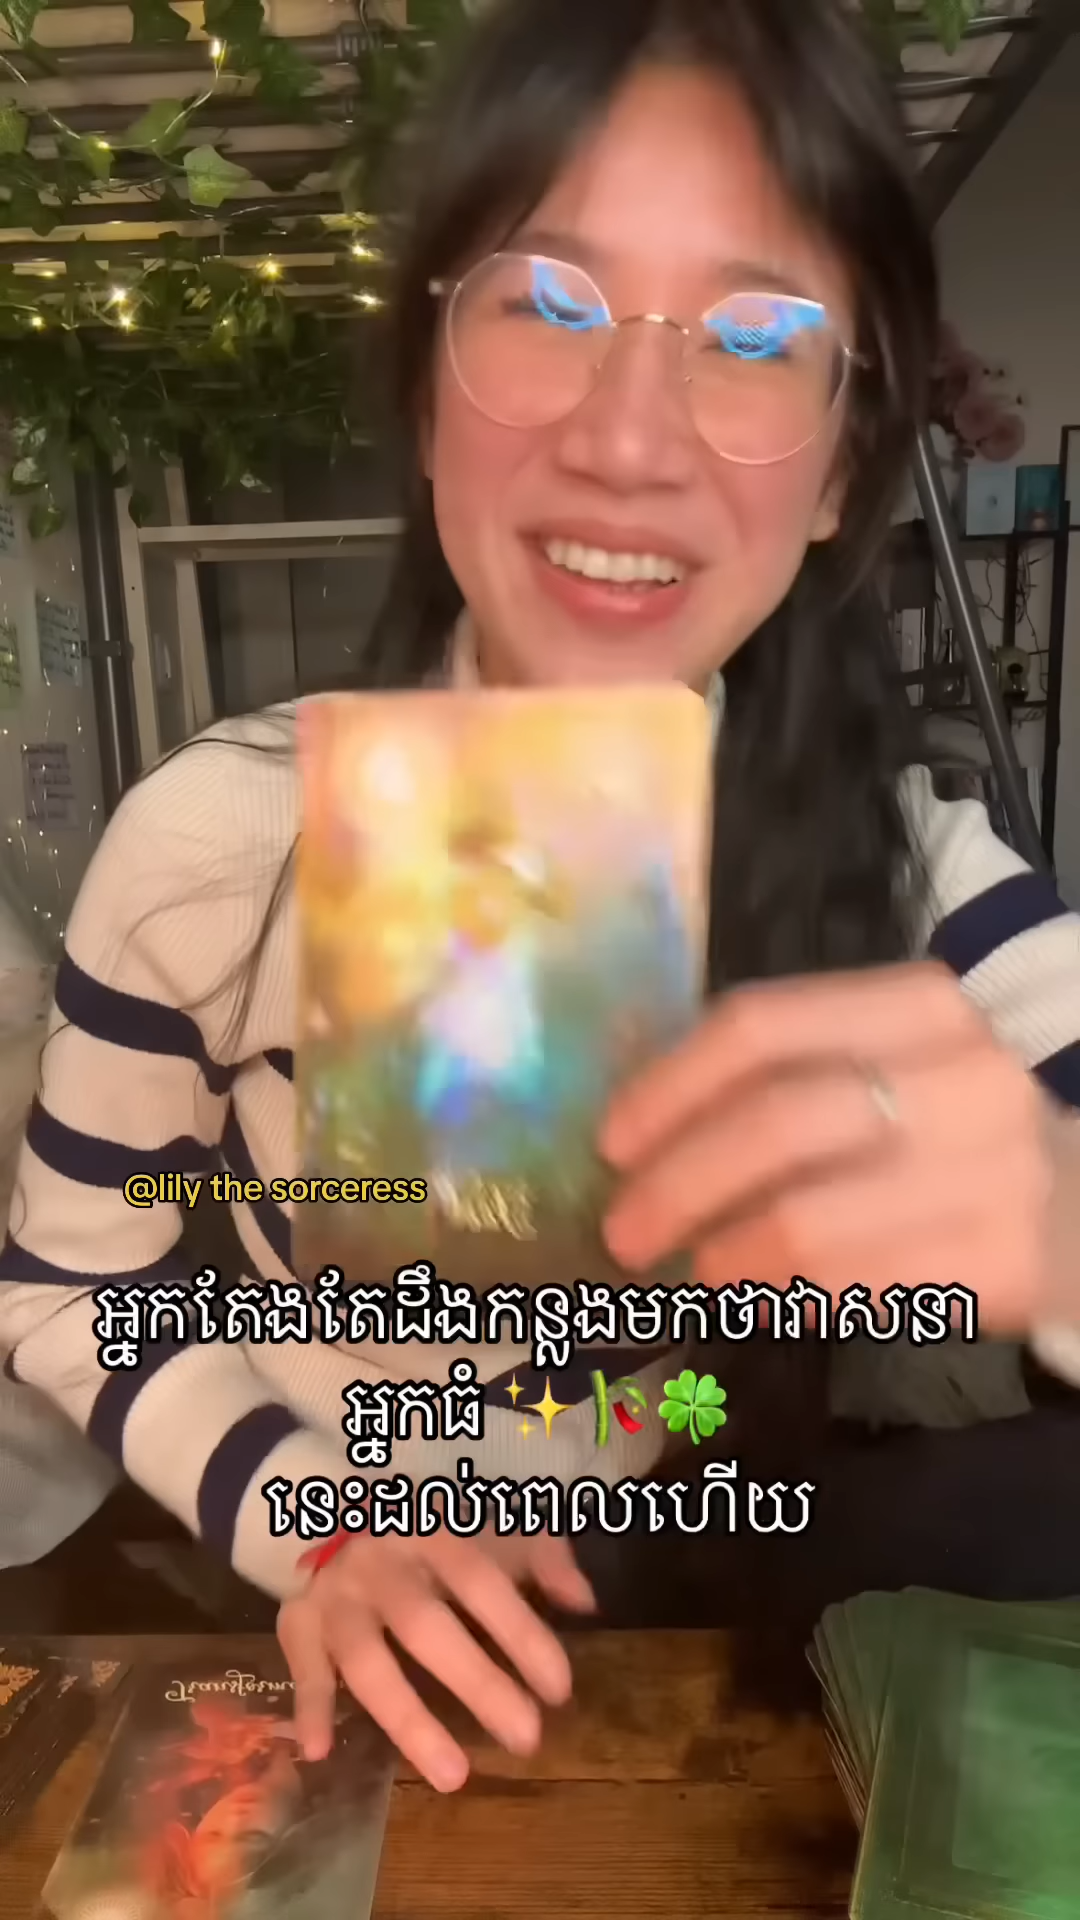 @lily the sorceress
អ្នកតែងតែដឹងកន្លងមកថាវាសនា
អ្នកធំ ✨🎋🍀
នេះដល់ពេលហើយ